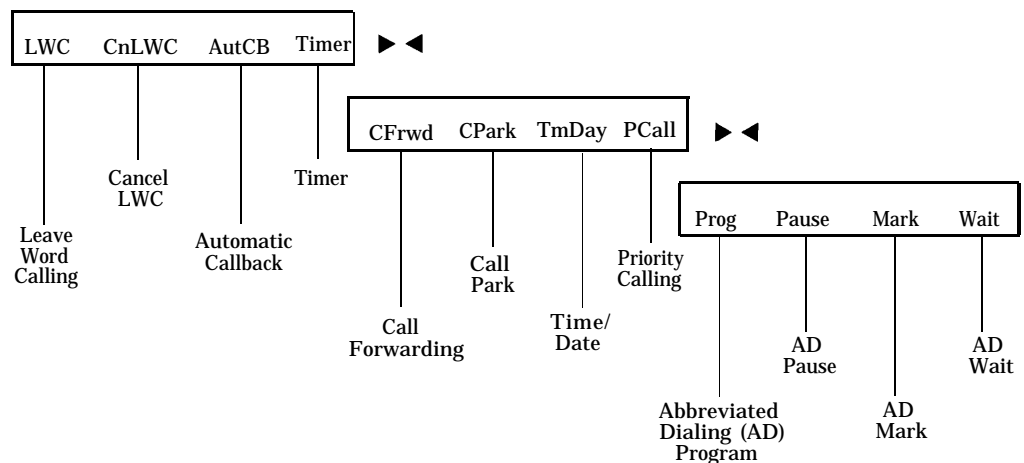 LWC CnLWC AutCB Timer ▶ ◀
CFrwd CPark TmDay PCall ▶ ◀
Cancel
LWC
Timer
Prog Pause Mark Wait
Leave
Word
Calling
Automatic
Callback
Call
Park
Priority
Calling
Call
Forwarding
Time/
Date
AD
Pause
AD
Wait
Abbreviated
Dialing (AD)
Program
AD
Mark